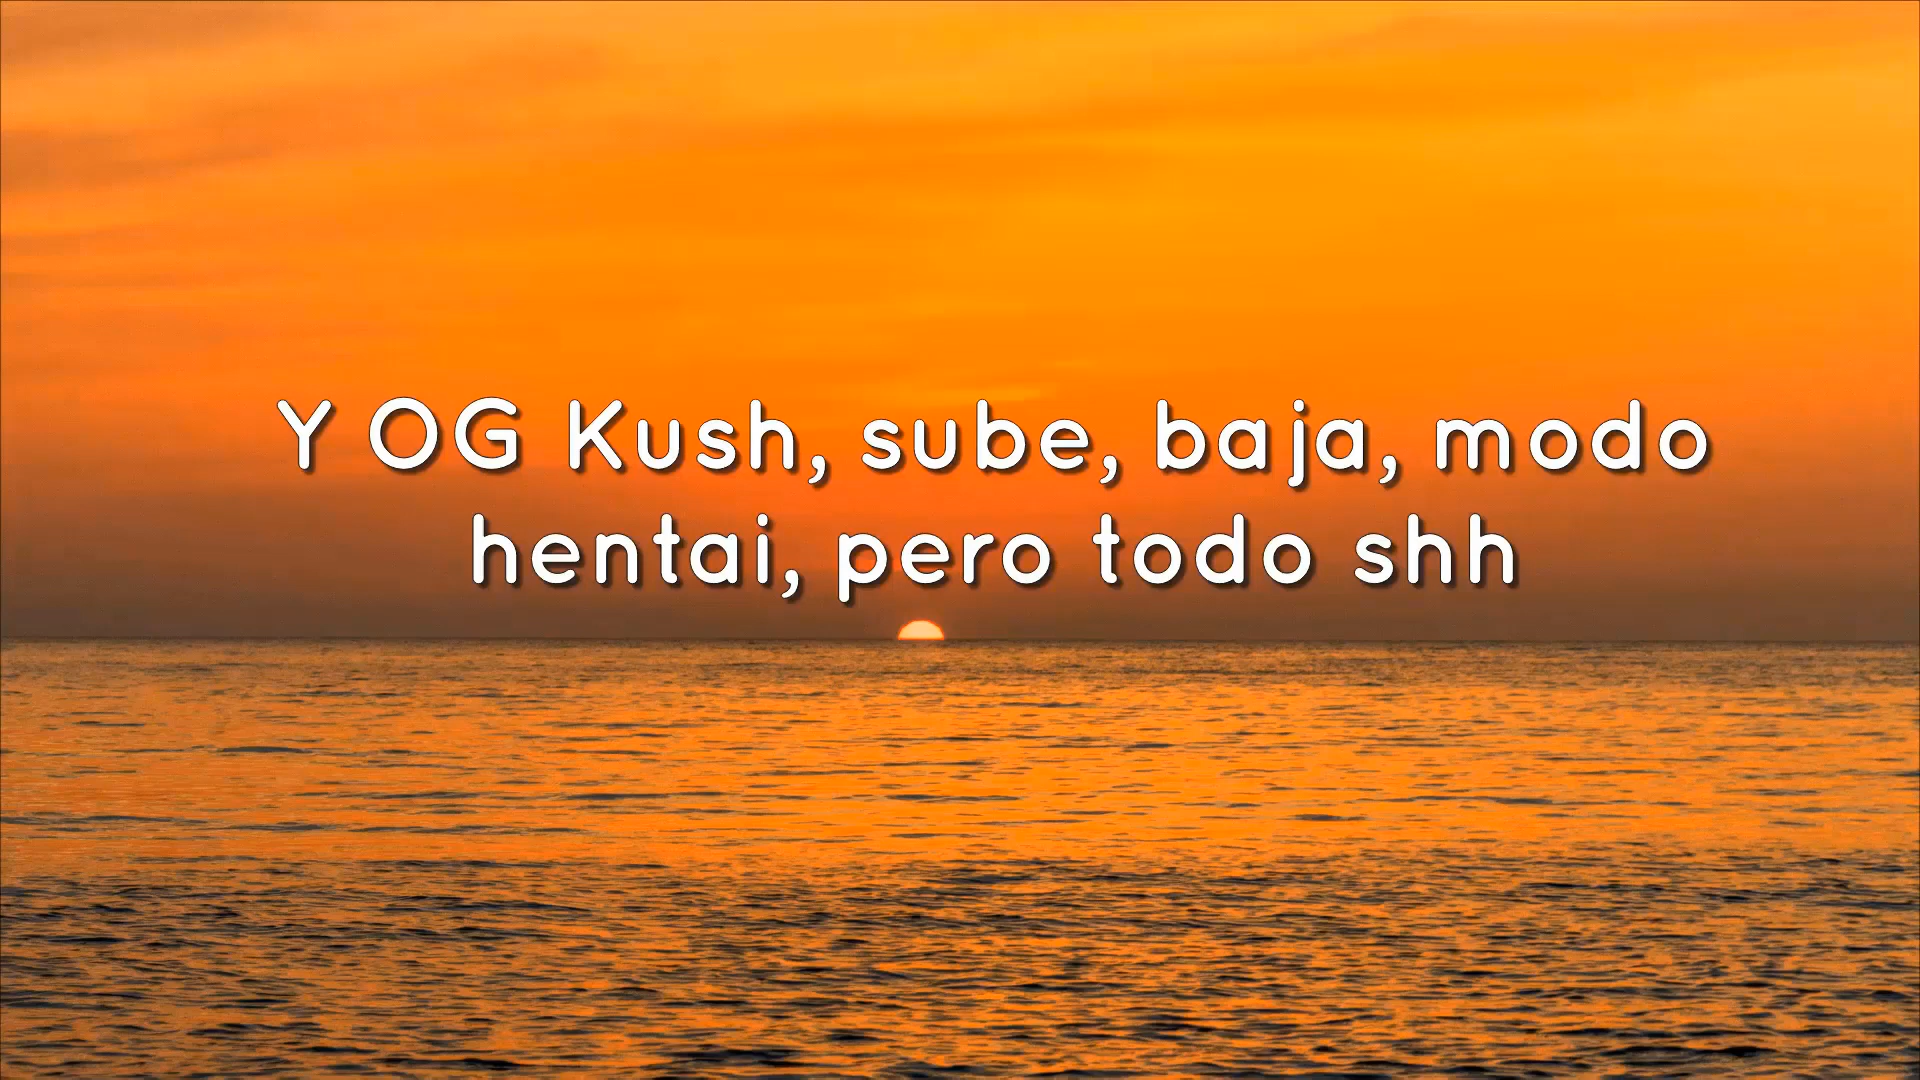 Y OG Kush, sube, baja, modo
hentai, pero todo shh